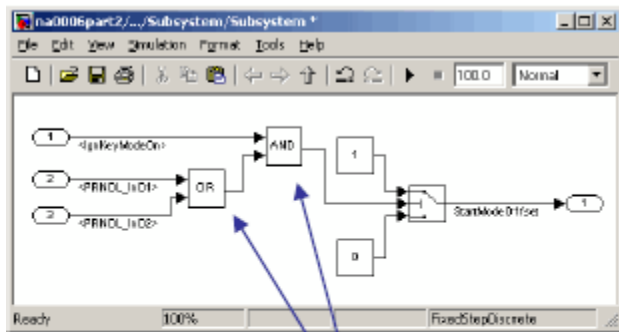 na0006part2/.../Subsystem/Subsystem *
File Edit View Simulation Format Tools Help
100.0 Normal
1
<IgnKeyModeOn>
AND
1
2
<PRNDL_InD1>
OR
3
<PRNDL_InD2>
StartModeOffset
1
0
Ready 100% FixedStepDiscrete